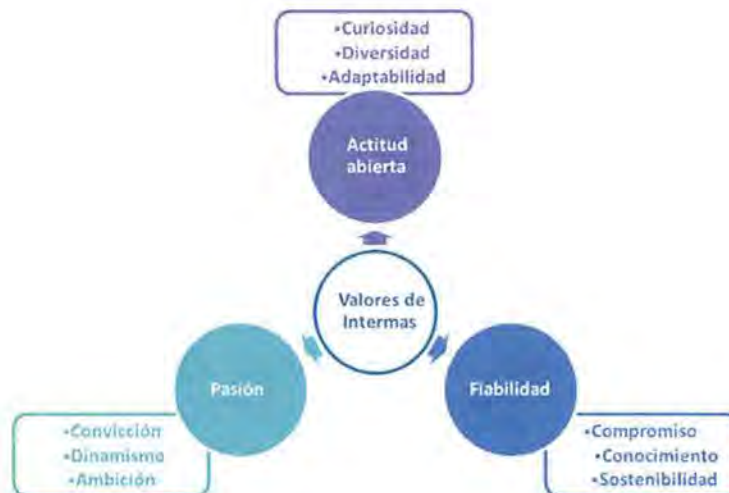 •Curiosidad
•Diversidad
•Adaptabilidad
Actitud
abierta
Valores de
Intermas
Pasión
Fiabilidad
•Convicción
•Dinamismo
•Ambición
•Compromiso
•Conocimiento
•Sostenibilidad